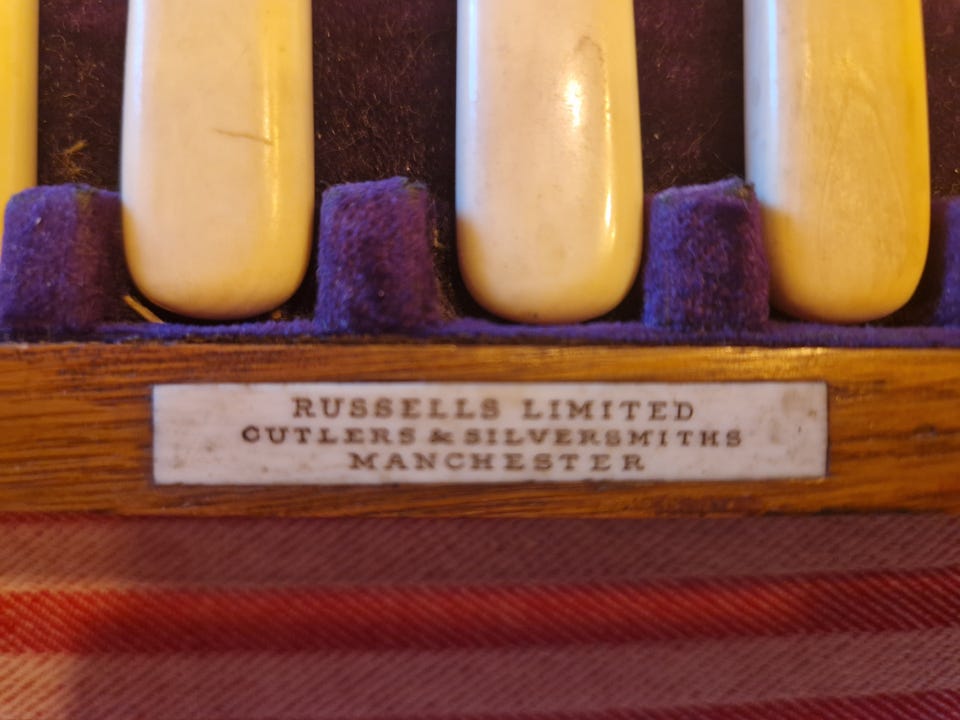 RUSSELLS LIMITED
CUTLERS & SILVERSMITHS
MANCHESTER